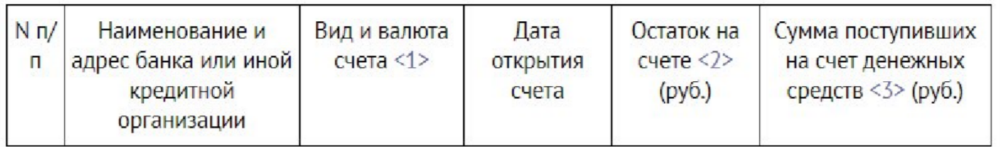 N п/
п
Наименование и
адрес банка или иной
кредитной
организации
Вид и валюта
счета <1>
Дата
открытия
счета
Остаток на
счете <2>
(руб.)
Сумма поступивших
на счет денежных
средств <3> (руб.)